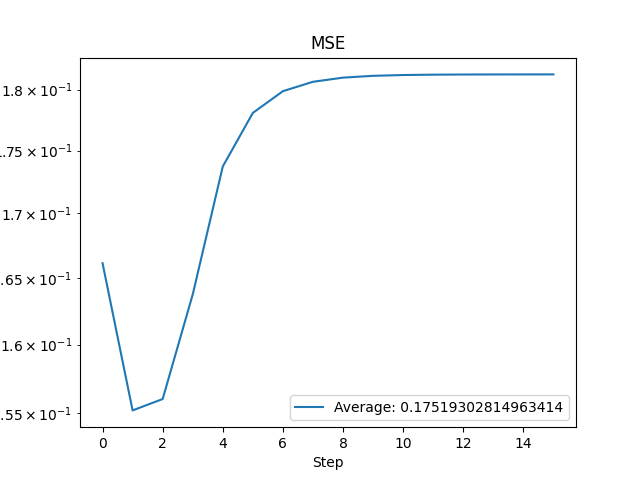 MSE
1.8 × 10⁻¹
.75 × 10⁻¹
1.7 × 10⁻¹
.65 × 10⁻¹
1.6 × 10⁻¹
.55 × 10⁻¹
Average: 0.17519302814963414
0 2 4 6 8 10 12 14
Step